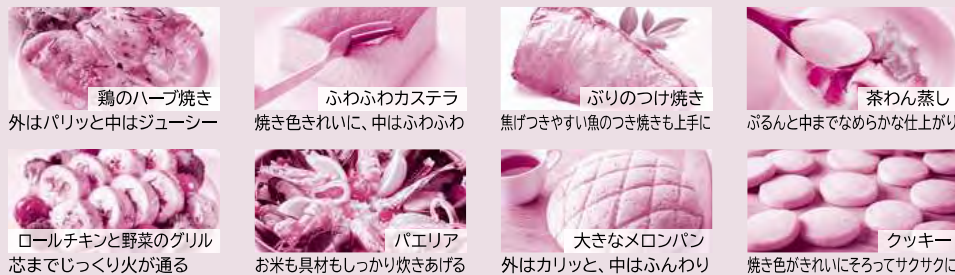 鶏のハーブ焼き
外はパリッと中はジューシー
ふわふわカステラ
焼き色きれいに、中はふわふわ
ぶりのつけ焼き
焦げつきやすい魚のつき焼きも上手に
茶わん蒸し
ぷるんと中までなめらかな仕上がり
ロールチキンと野菜のグリル
芯までじっくり火が通る
パエリア
お米も具材もしっかり炊きあげる
大きなメロンパン
外はカリッと、中はふんわり
クッキー
焼き色がきれいにそろってサクサクに